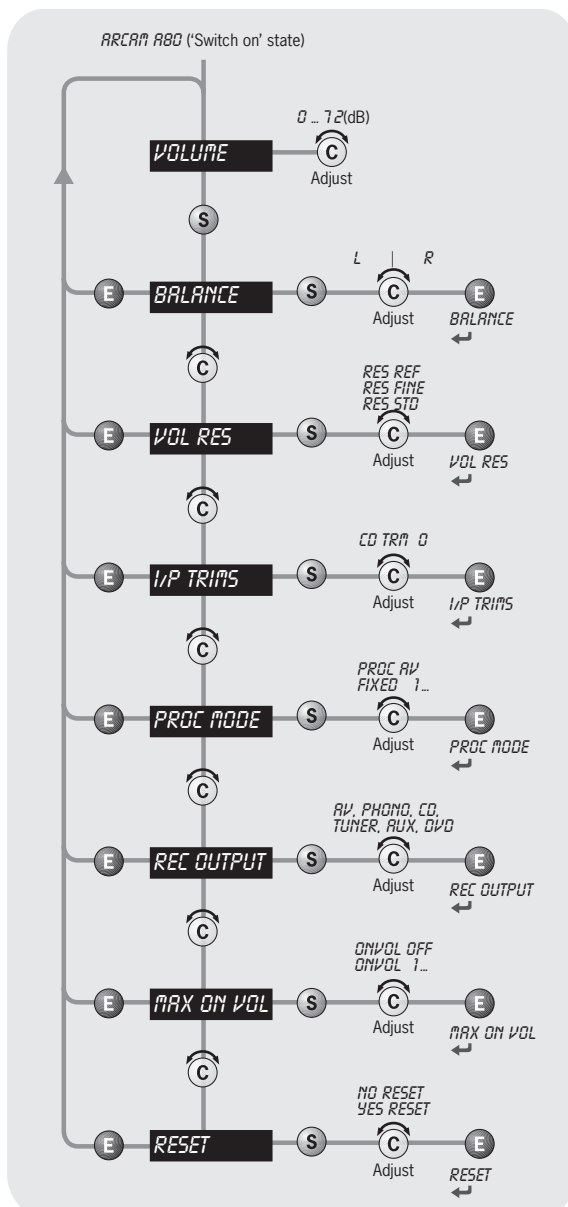 ARCAM A80 (‘Switch on’ state)
0 ... 72(dB)
VOLUME
C
Adjust
S
L | R
E
BALANCE
S
C
E
Adjust
BALANCE
C
RES REF
RES FINE
RES STD
E
VOL RES
S
C
E
Adjust
VOL RES
C
CD TRM 0
E
I/P TRIMS
S
C
E
Adjust
I/P TRIMS
C
PROC AV
FIXED 1...
E
PROC MODE
S
C
E
Adjust
PROC MODE
C
AV, PHONO, CD,
TUNER, AUX, DVD
E
REC OUTPUT
S
C
E
Adjust
REC OUTPUT
C
ONVOL OFF
ONVOL 1...
E
MAX ON VOL
S
C
E
Adjust
MAX ON VOL
C
NO RESET
YES RESET
E
RESET
S
C
E
Adjust
RESET